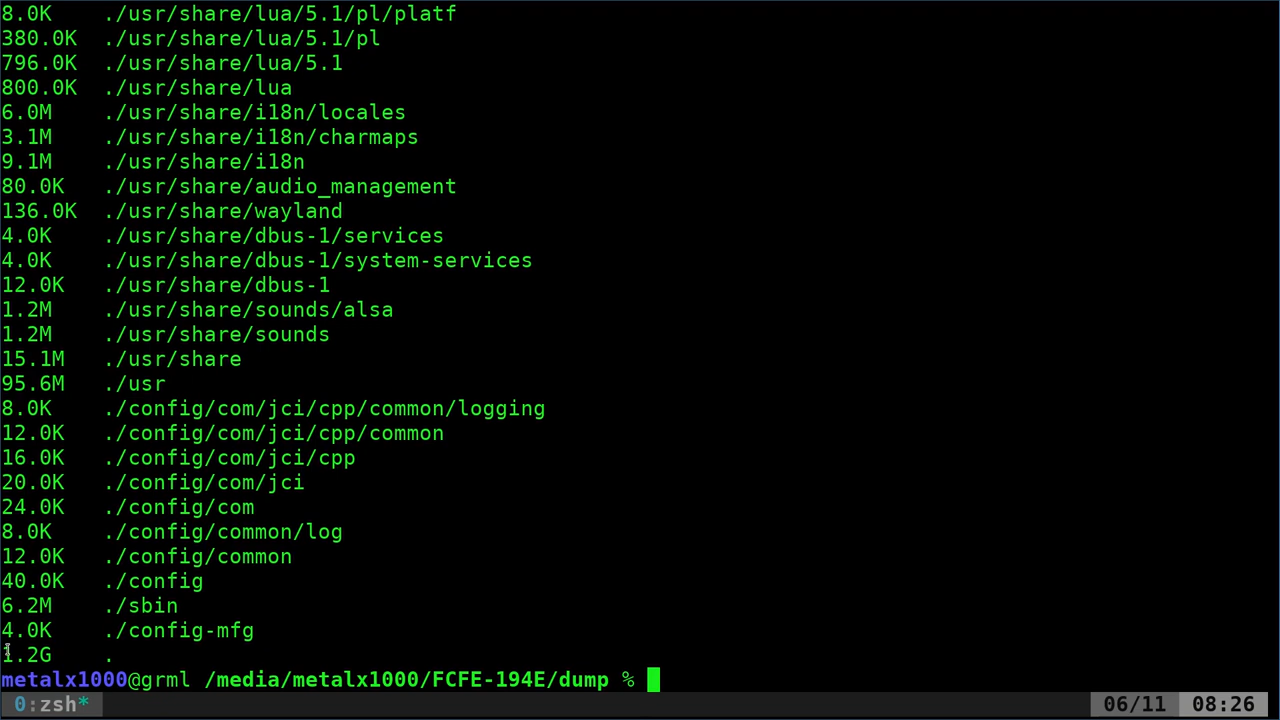 8.0K ./usr/share/lua/5.1/pl/platf
380.0K ./usr/share/lua/5.1/pl
796.0K ./usr/share/lua/5.1
800.0K ./usr/share/lua
6.0M ./usr/share/i18n/locales
3.1M ./usr/share/i18n/charmaps
9.1M ./usr/share/i18n
80.0K ./usr/share/audio_management
136.0K ./usr/share/wayland
4.0K ./usr/share/dbus-1/services
4.0K ./usr/share/dbus-1/system-services
12.0K ./usr/share/dbus-1
1.2M ./usr/share/sounds/alsa
1.2M ./usr/share/sounds
15.1M ./usr/share
95.6M ./usr
8.0K ./config/com/jci/cpp/common/logging
12.0K ./config/com/jci/cpp/common
16.0K ./config/com/jci/cpp
20.0K ./config/com/jci
24.0K ./config/com
8.0K ./config/common/log
12.0K ./config/common
40.0K ./config
6.2M ./sbin
4.0K ./config-mfg
1.2G .
metalx1000@grml /media/metalx1000/FCFE-194E/dump %
0:zsh* 06/11 08:26